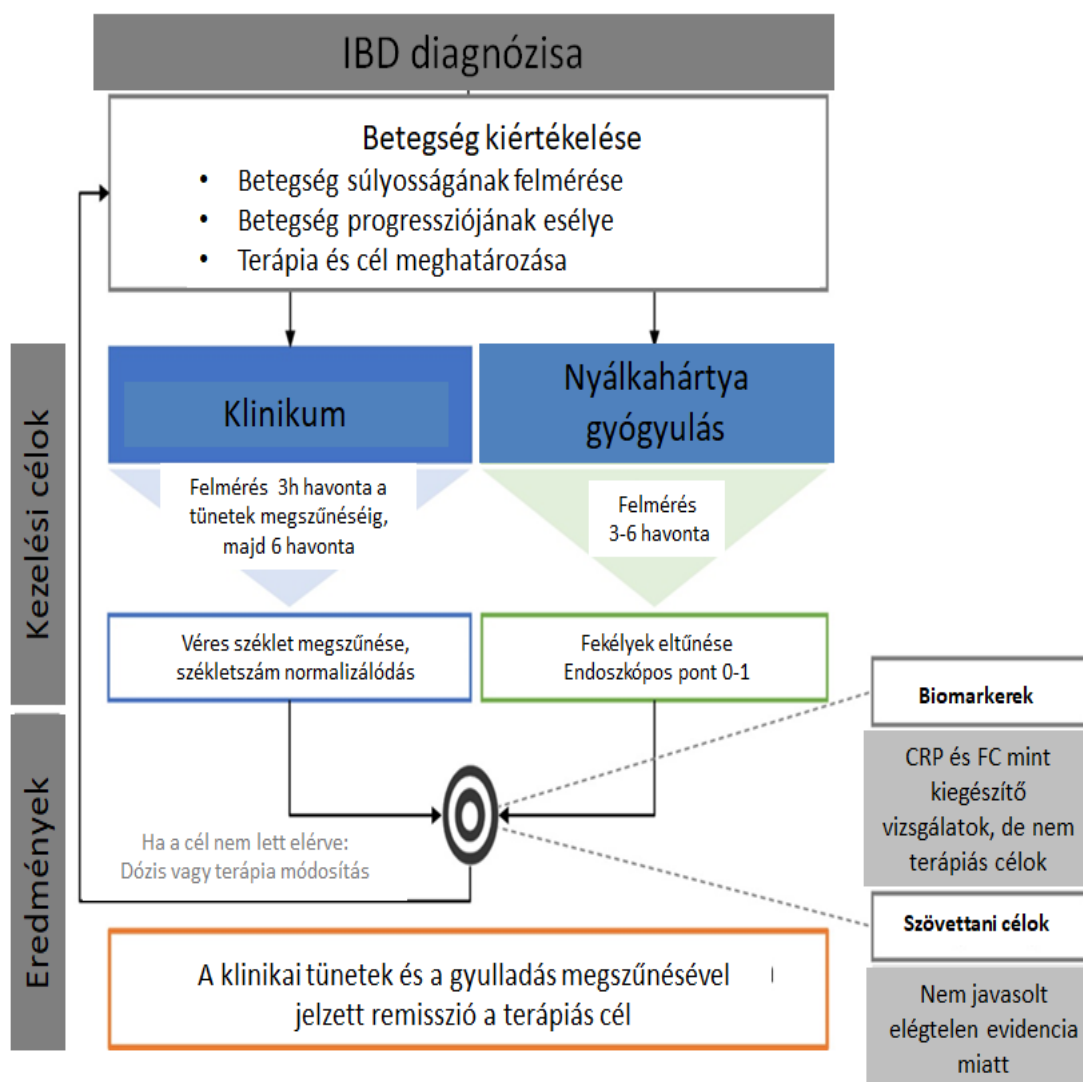 IBD diagnózisa
Betegség kiértékelése
• Betegség súlyosságának felmérése
• Betegség progressziójának esélye
• Terápia és cél meghatározása
Kezelési célok
Klinikum
Nyálkahártya
gyógyulás
Felmérés 3h havonta a
tünetek megszűnéséig,
majd 6 havonta
Felmérés
3-6 havonta
Véres széklet megszűnése,
székletszám normalizálódás
Fekélyek eltűnése
Endoszkópos pont 0-1
Eredmények
Ha a cél nem lett elérve:
Dózis vagy terápia módosítás
Biomarkerek
CRP és FC mint
kiegészítő
vizsgálatok, de nem
terápiás célok
Szövettani célok
Nem javasolt
elégtelen evidencia
miatt
A klinikai tünetek és a gyulladás megszűnésével
jelzett remisszió a terápiás cél